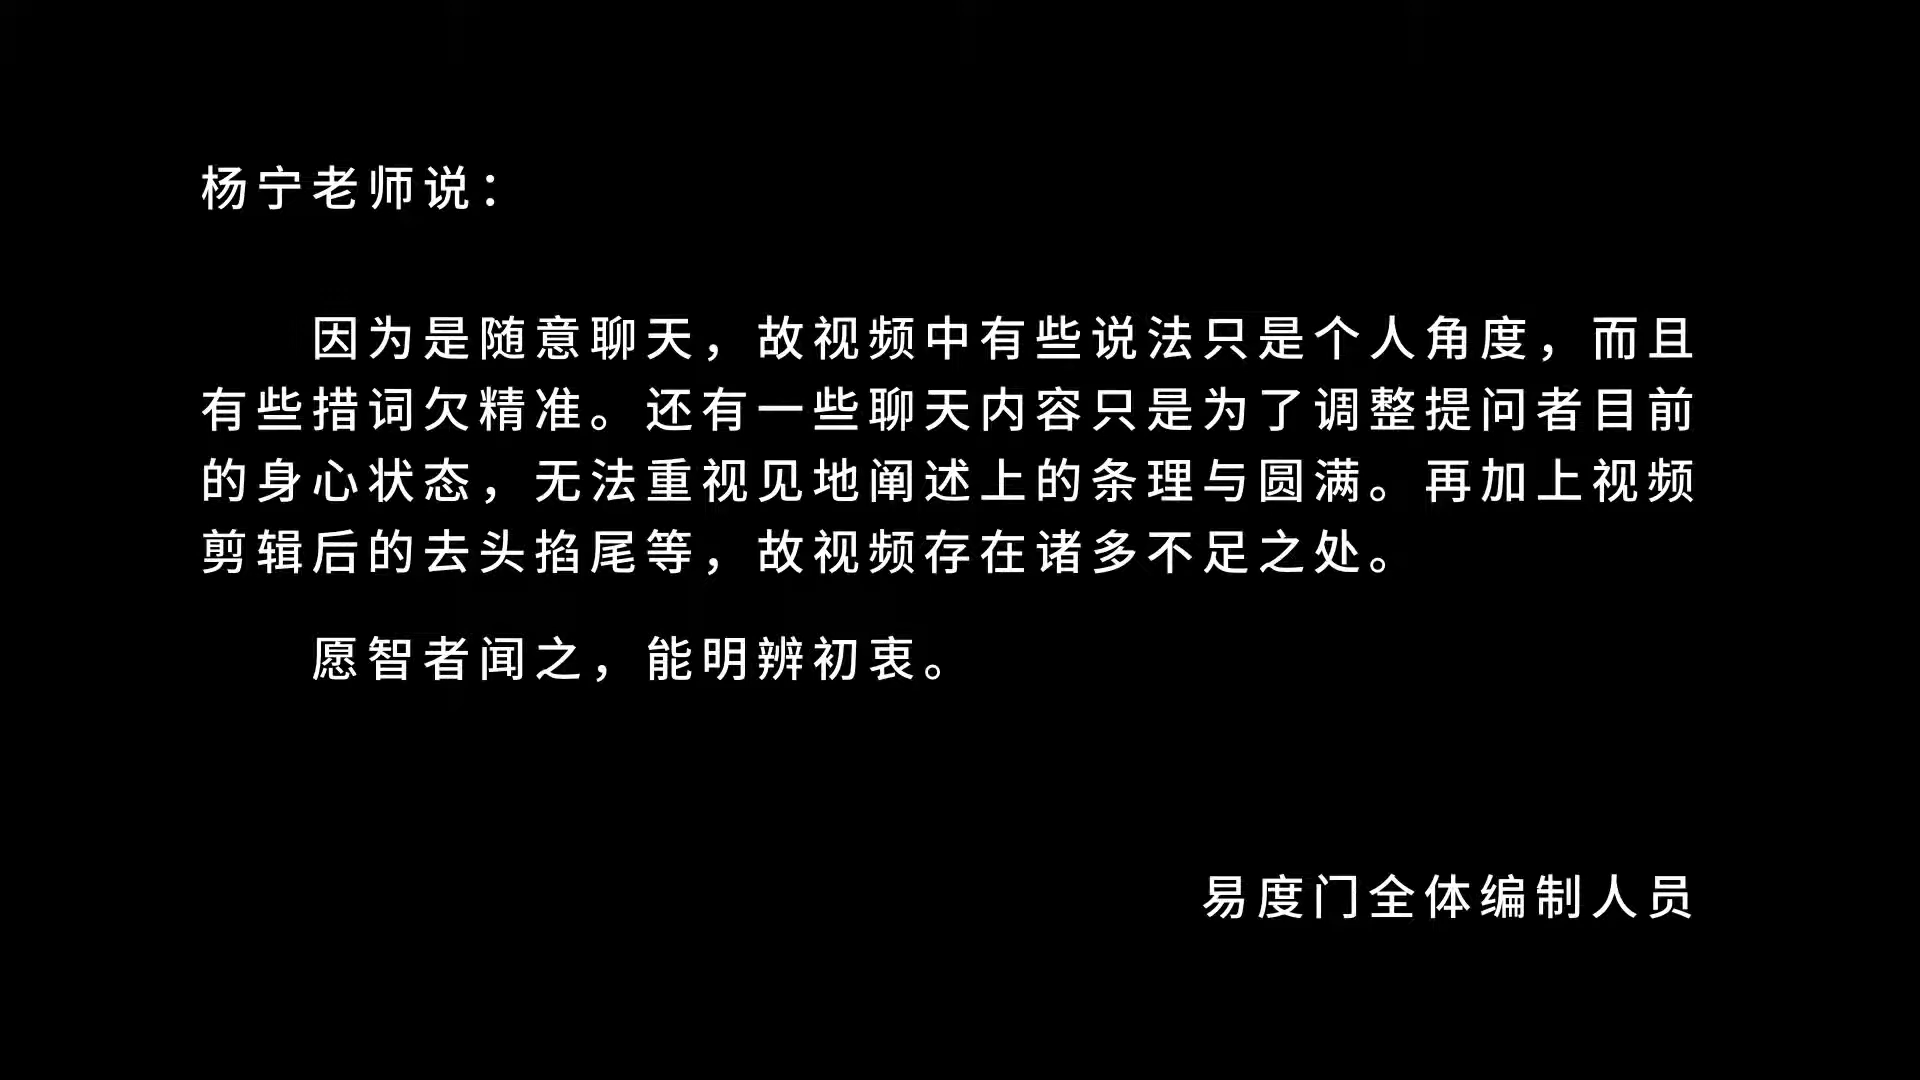 杨宁老师说：
因为是随意聊天，故视频中有些说法只是个人角度，而且
有些措词欠精准。还有一些聊天内容只是为了调整提问者目前
的身心状态，无法重视见地阐述上的条理与圆满。再加上视频
剪辑后的去头掐尾等，故视频存在诸多不足之处。
愿智者闻之，能明辨初衷。
易度门全体编制人员